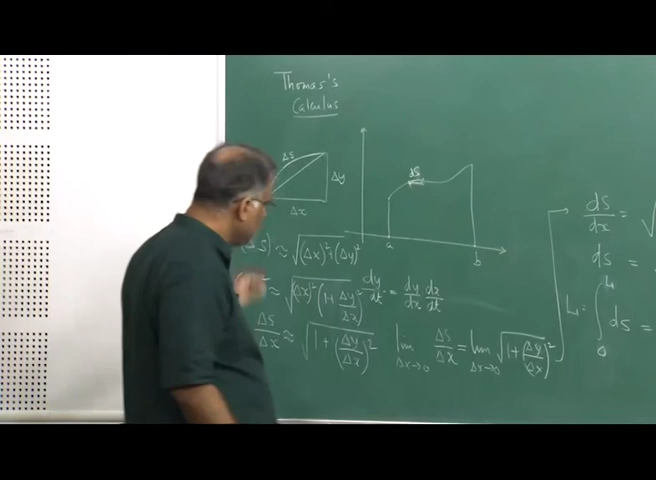 Thomas's
Calculus
Δs
Δy
Δx
ds
a
b
Δs) ≈ √(Δx)²+(Δy)²
≈ √(Δx)²(1+Δy/Δx)²
dy/dt = dy/dx dx/dt
Δs/Δx ≈ √1+(Δy/Δx)²
lim Δx→0 Δs/Δx = lim Δx→0 √1+(Δy/Δx)²
ds/dx = √
ds =
L = ∫ 0 L ds =